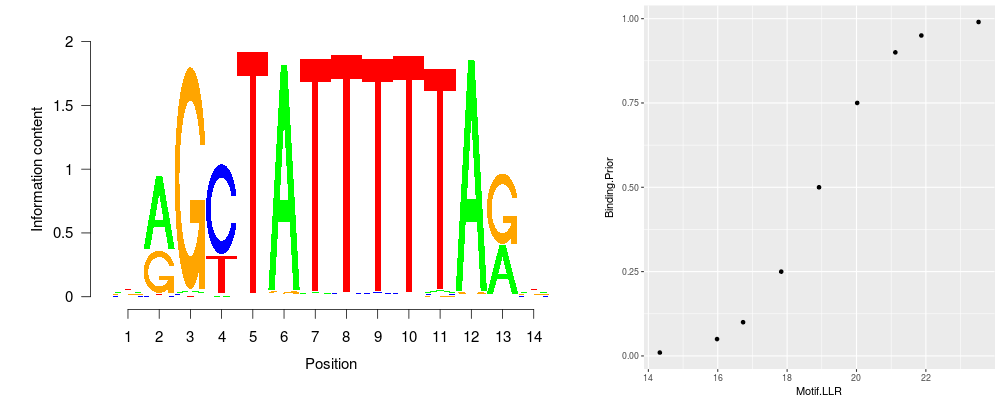 2
1.5
1
0.5
0
Information content
A
G
G
C
T
T
A
T
T
T
T
T
A
G
A
1 2 3 4 5 6 7 8 9 10 11 12 13 14
Position
1.00
0.75
0.50
0.25
0.00
Binding.Prior
14 16 18 20 22
Motif.LLR